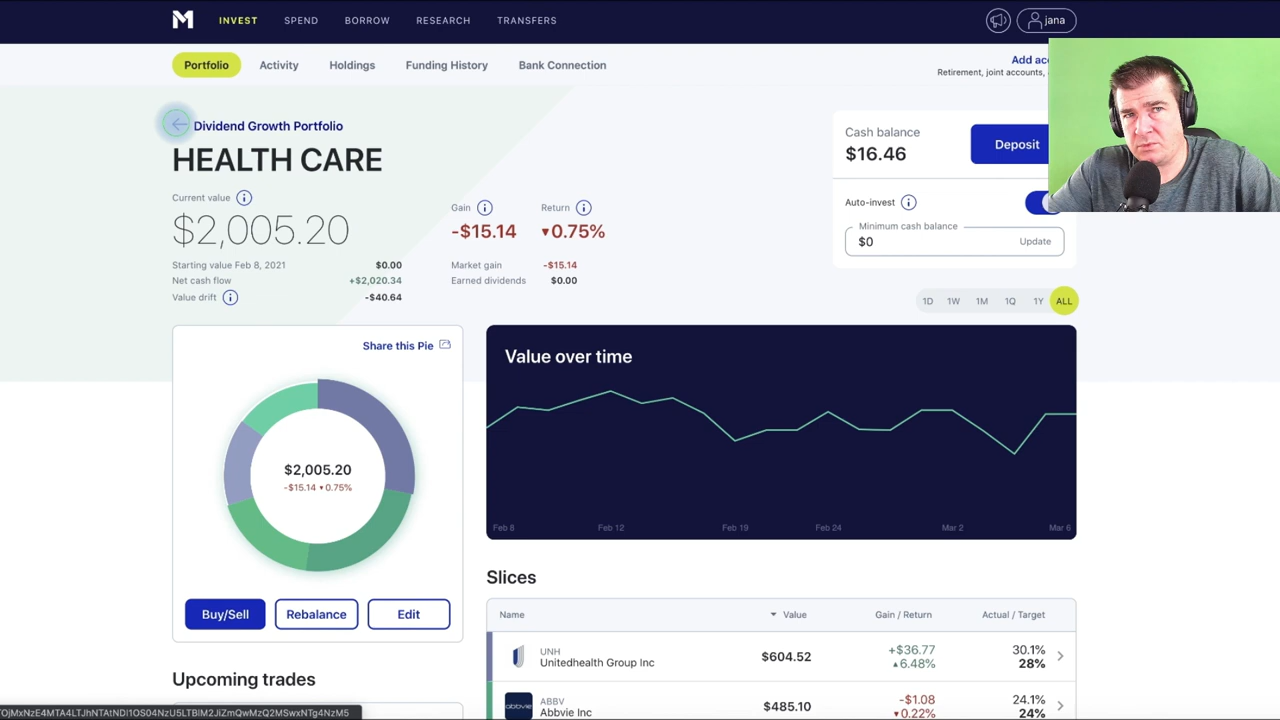 INVEST SPEND BORROW RESEARCH TRANSFERS jana
Portfolio Activity Holdings Funding History Bank Connection
Add acc
Retirement, joint accounts, a
Dividend Growth Portfolio
HEALTH CARE
Current value
$2,005.20
Starting value Feb 8, 2021 $0.00
Net cash flow +$2,020.34
Value drift -$40.64
Gain Return
-$15.14 ▼0.75%
Market gain -$15.14
Earned dividends $0.00
Cash balance
$16.46
Deposit
Auto-invest
Minimum cash balance
$0 Update
1D 1W 1M 1Q 1Y ALL
Share this Pie
$2,005.20
-$15.14 ▼0.75%
Buy/Sell Rebalance Edit
Upcoming trades
Value over time
Feb 8 Feb 12 Feb 19 Feb 24 Mar 2 Mar 6
Slices
Name Value Gain / Return Actual / Target
UNH
Unitedhealth Group Inc
$604.52
+$36.77
▲6.48%
30.1%
28%
abbvie
ABBV
Abbvie Inc
$485.10
-$1.08
▼0.22%
24.1%
24%